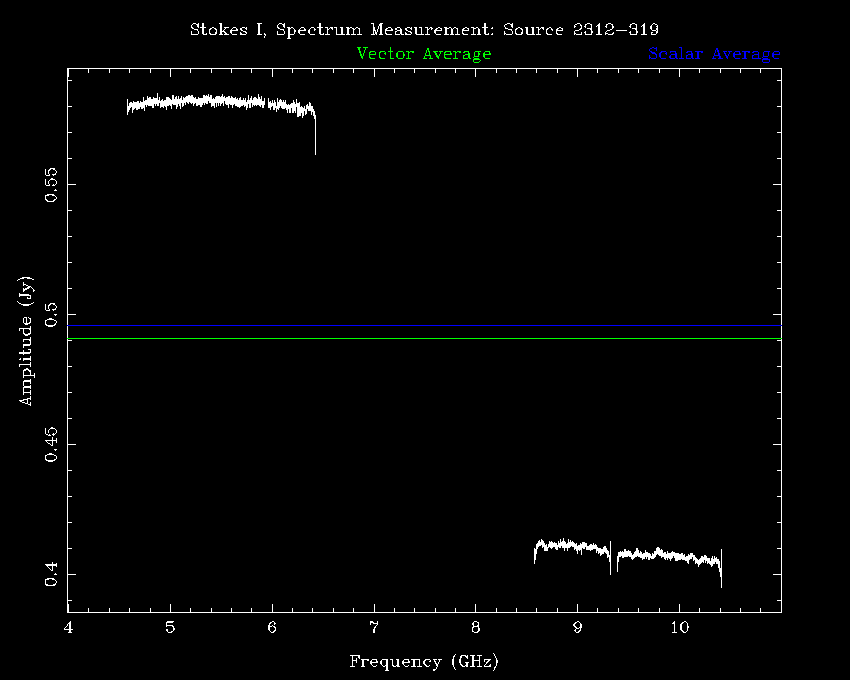 Stokes I, Spectrum Measurement: Source 2312-319
Vector Average Scalar Average
0.55
0.5
0.45
0.4
Amplitude (Jy)
4 5 6 7 8 9 10
Frequency (GHz)